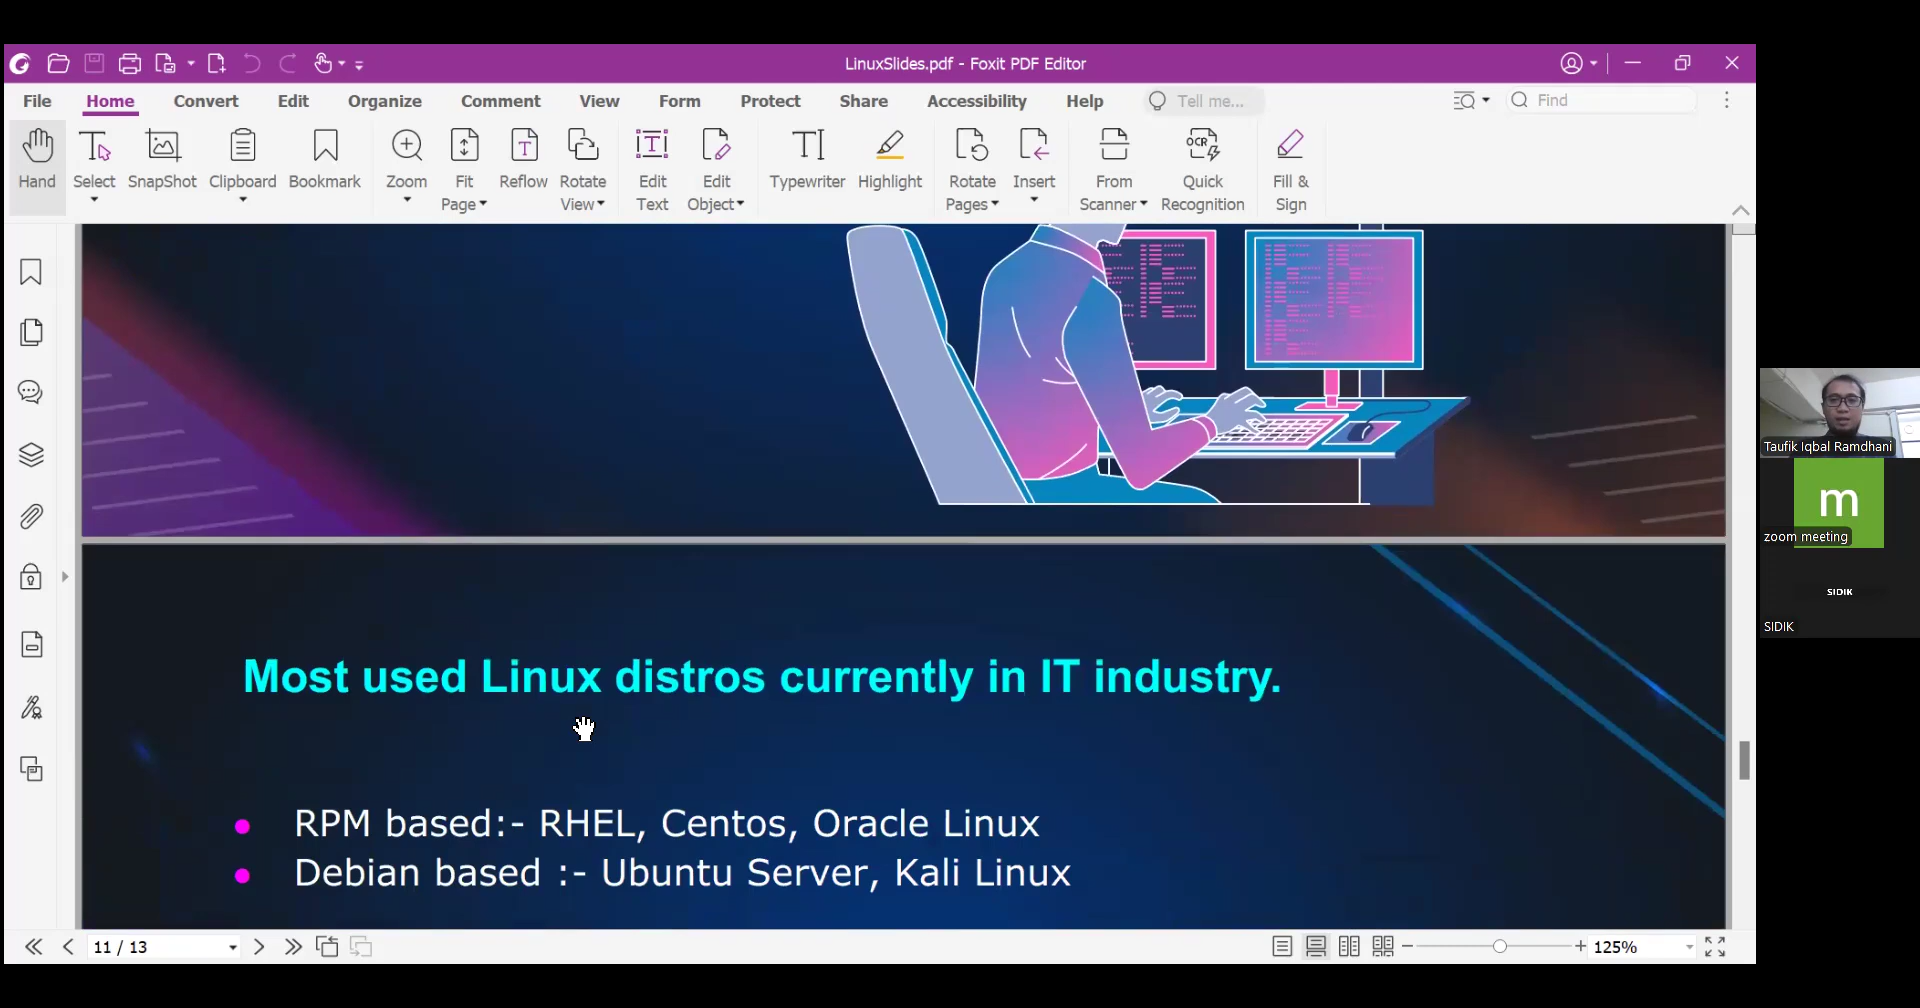 LinuxSlides.pdf - Foxit PDF Editor
File Home Convert Edit Organize Comment View Form Protect Share Accessibility Help Tell me... Find
Hand Select SnapShot Clipboard Bookmark Zoom Fit Page Reflow Rotate View Edit Text Edit Object Typewriter Highlight Rotate Pages Insert From Scanner OCR Quick Recognition Fill & Sign
Taufik Iqbal Ramdhani
m
zoom meeting
SIDIK
SIDIK
Most used Linux distros currently in IT industry.
RPM based:- RHEL, Centos, Oracle Linux
Debian based :- Ubuntu Server, Kali Linux
11 / 13 125%